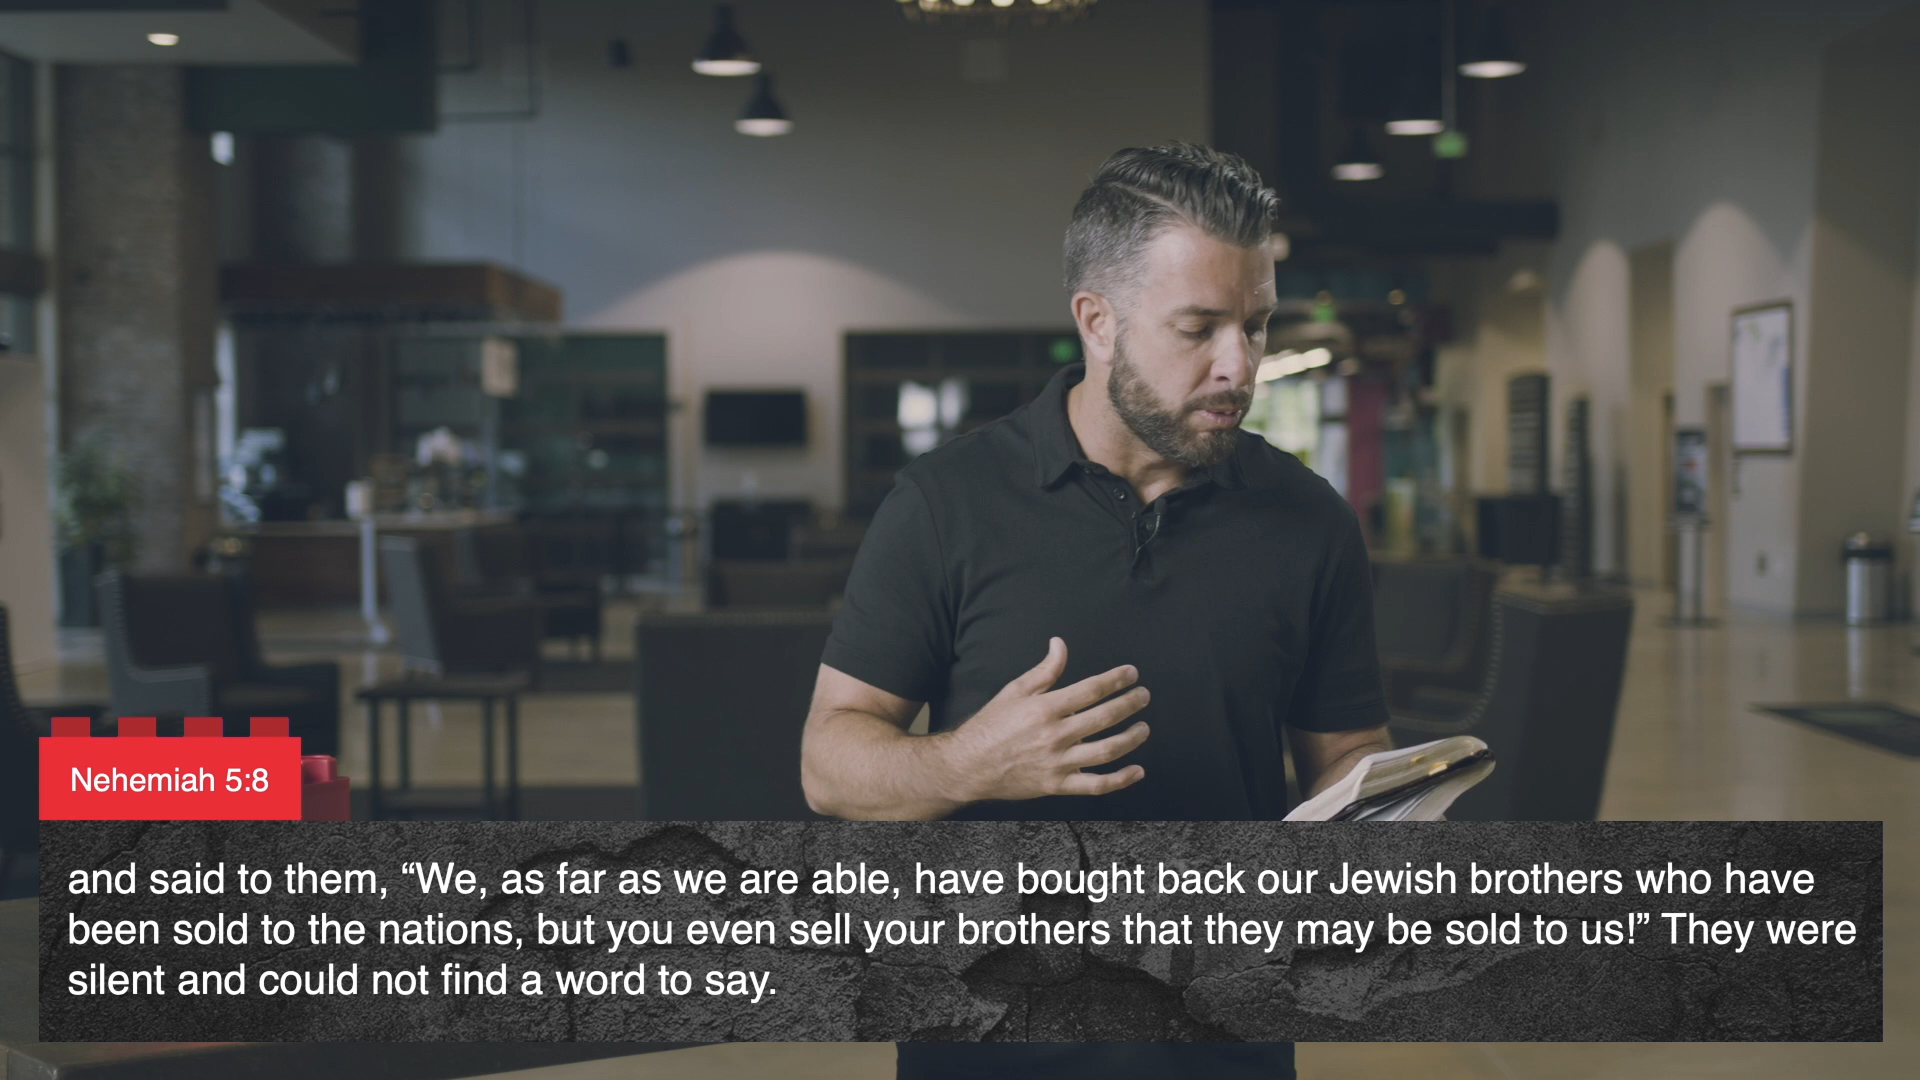 Nehemiah 5:8
and said to them, “We, as far as we are able, have bought back our Jewish brothers who have
been sold to the nations, but you even sell your brothers that they may be sold to us!” They were
silent and could not find a word to say.